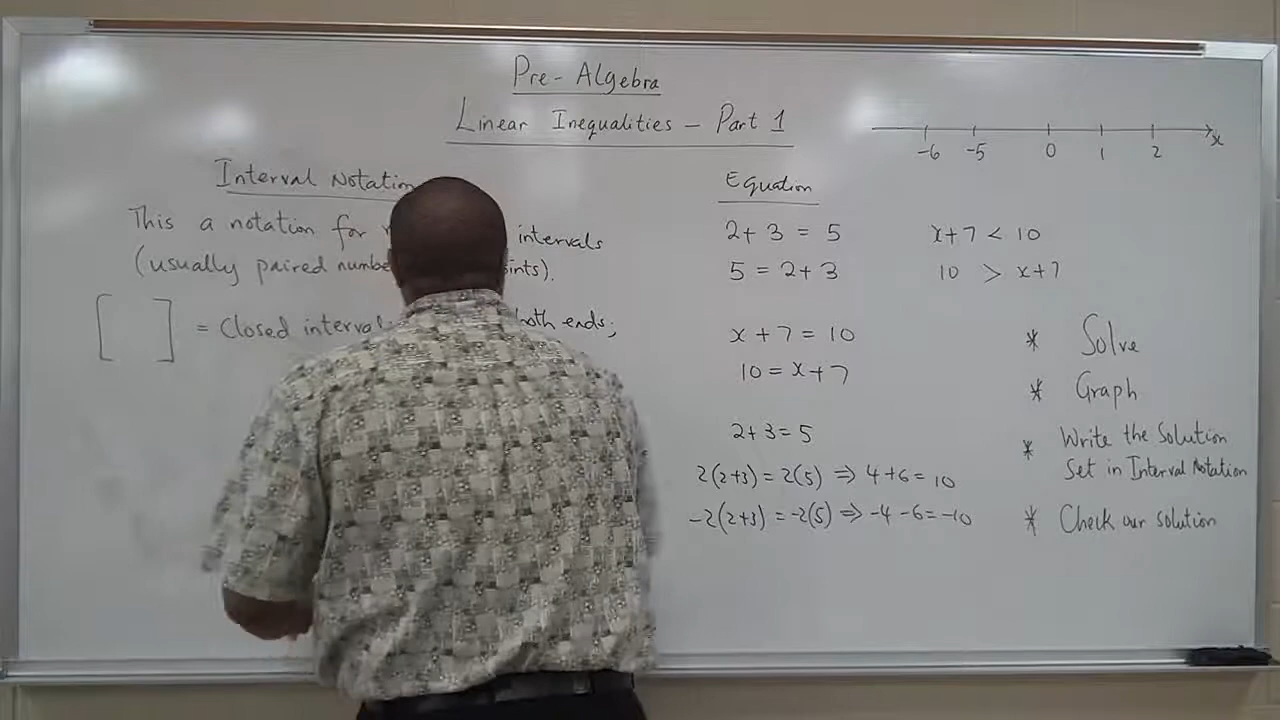 Pre-Algebra
Linear Inequalities - Part 1
-6 -5 0 1 2 x
Interval Notation
This a notation for intervals
(usually paired
[ ] = Closed interval both ends;
Equation
2 + 3 = 5
5 = 2 + 3
x + 7 = 10
10 = x + 7
2 + 3 = 5
2(2+3) = 2(5) ⇒ 4 + 6 = 10
-2(2+3) = -2(5) ⇒ -4 - 6 = -10
x + 7 < 10
10 > x + 7
* Solve
* Graph
* Write the Solution
Set in Interval Notation
* Check our solution